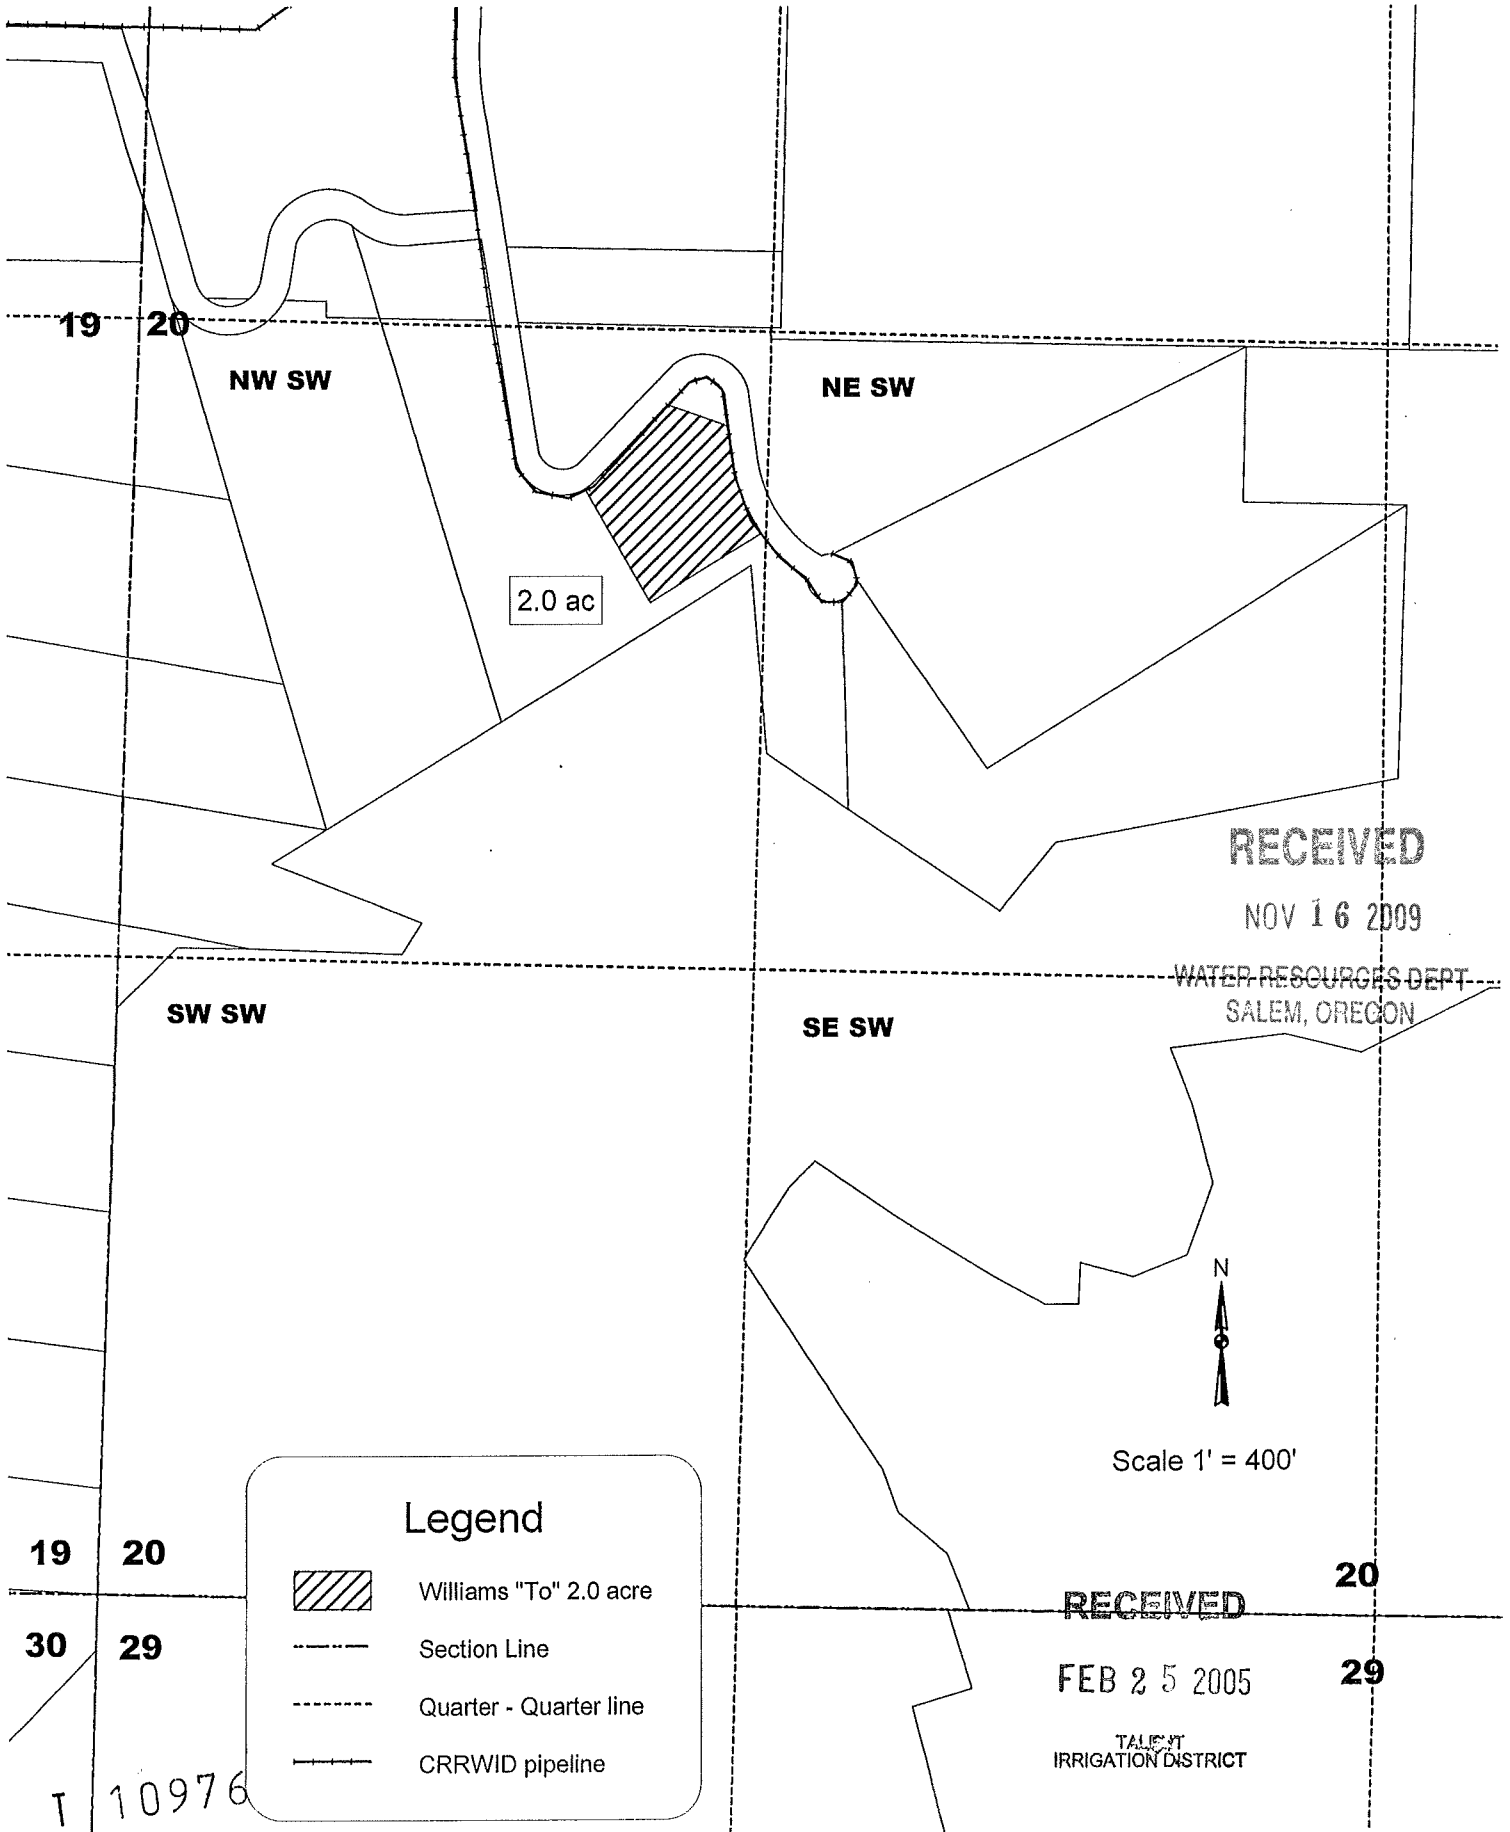 19 20
NW SW
NE SW
2.0 ac
RECEIVED
NOV 16 2009
WATER RESOURCES DEPT
SALEM, OREGON
SW SW
SE SW
N
Scale 1' = 400'
Legend
Williams "To" 2.0 acre
Section Line
Quarter - Quarter line
CRRWID pipeline
19 20
30 29
20
29
RECEIVED
FEB 25 2005
TALENT
IRRIGATION DISTRICT
T 10976